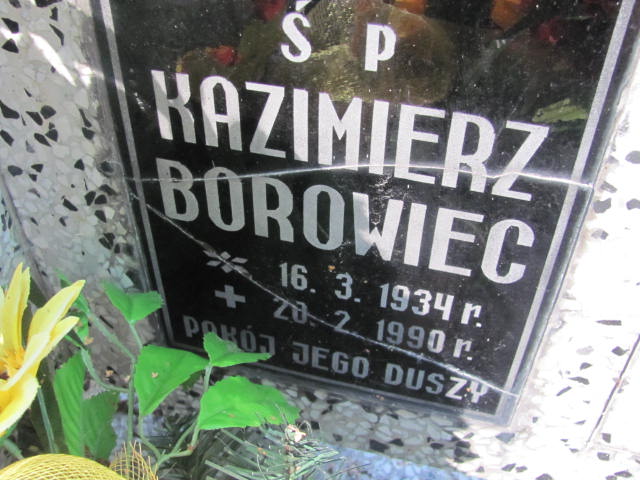 Ś P
KAZIMIERZ
BOROWIEC
16. 3. 1934 r.
20. 2. 1990 r.
POKÓJ JEGO DUSZY